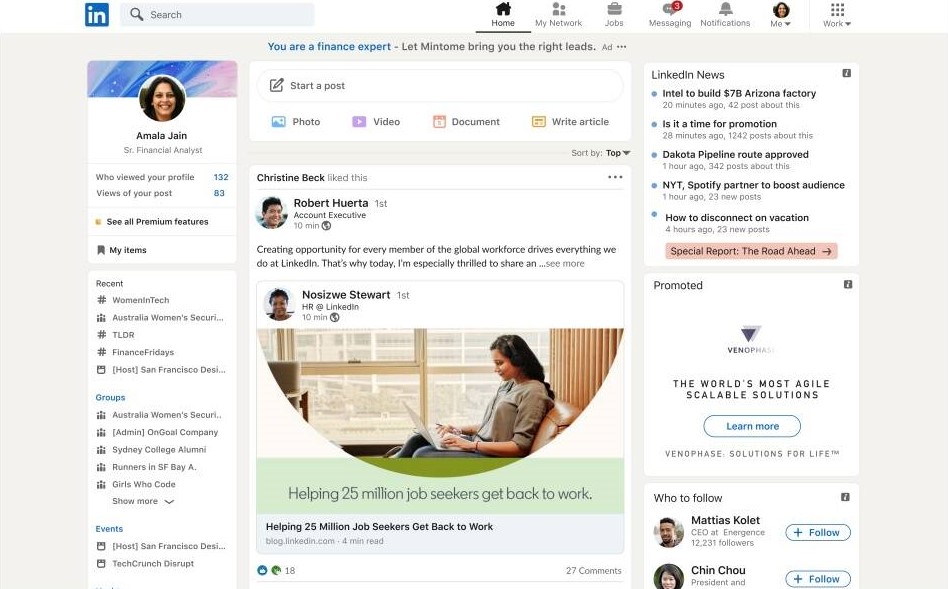 in
Search
Home
My Network
Jobs
3
Messaging
Notifications
Me
Work
You are a finance expert - Let Mintome bring you the right leads. Ad •••
Amala Jain
Sr. Financial Analyst
Who viewed your profile 132
Views of your post 83
See all Premium features
My items
Recent
# WomenInTech
Australia Women's Securi...
# TLDR
# FinanceFridays
[Host] San Francisco Desi...
Groups
Australia Women's Securi..
[Admin] OnGoal Company
Sydney College Alumni
Runners in SF Bay A.
Girls Who Code
Show more
Events
[Host] San Francisco Desi...
TechCrunch Disrupt
Start a post
Photo
Video
Document
Write article
Sort by: Top
Christine Beck liked this
Robert Huerta 1st
Account Executive
10 min
Creating opportunity for every member of the global workforce drives everything we
do at LinkedIn. That's why today, I'm especially thrilled to share an ...see more
Nosizwe Stewart 1st
HR @ LinkedIn
10 min
Helping 25 million job seekers get back to work.
Helping 25 Million Job Seekers Get Back to Work
blog.linkedin.com · 4 min read
18
27 Comments
LinkedIn News
Intel to build $7B Arizona factory
20 minutes ago, 42 post about this
Is it a time for promotion
28 minutes ago, 1242 posts about this
Dakota Pipeline route approved
1 hour ago, 342 posts about this
NYT, Spotify partner to boost audience
1 hour ago, 23 new posts
How to disconnect on vacation
4 hours ago, 23 new posts
Special Report: The Road Ahead →
Promoted
VENOPHASE
THE WORLD'S MOST AGILE
SCALABLE SOLUTIONS
Learn more
VENOPHASE: SOLUTIONS FOR LIFE™
Who to follow
Mattias Kolet
CEO at Energence
12,231 followers
+ Follow
Chin Chou
President and
+ Follow